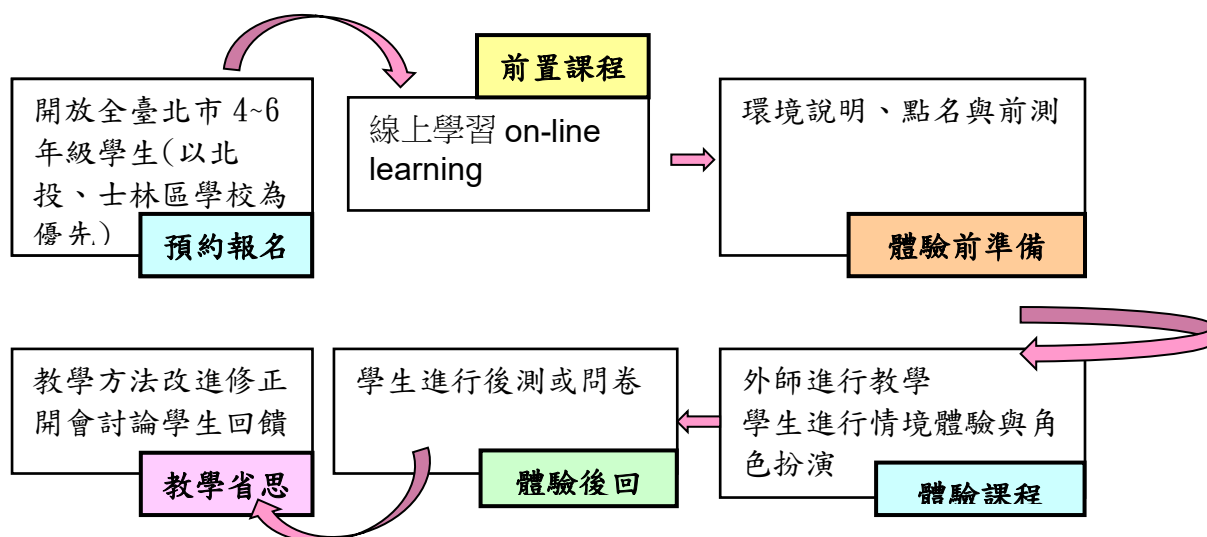 開放全臺北市 4~6
年級學生(以北
投、士林區學校為
優先)
預約報名
前置課程
線上學習 on-line
learning
環境說明、點名與前測
體驗前準備
教學方法改進修正
開會討論學生回饋
教學省思
學生進行後測或問卷
體驗後回
外師進行教學
學生進行情境體驗與角
色扮演
體驗課程